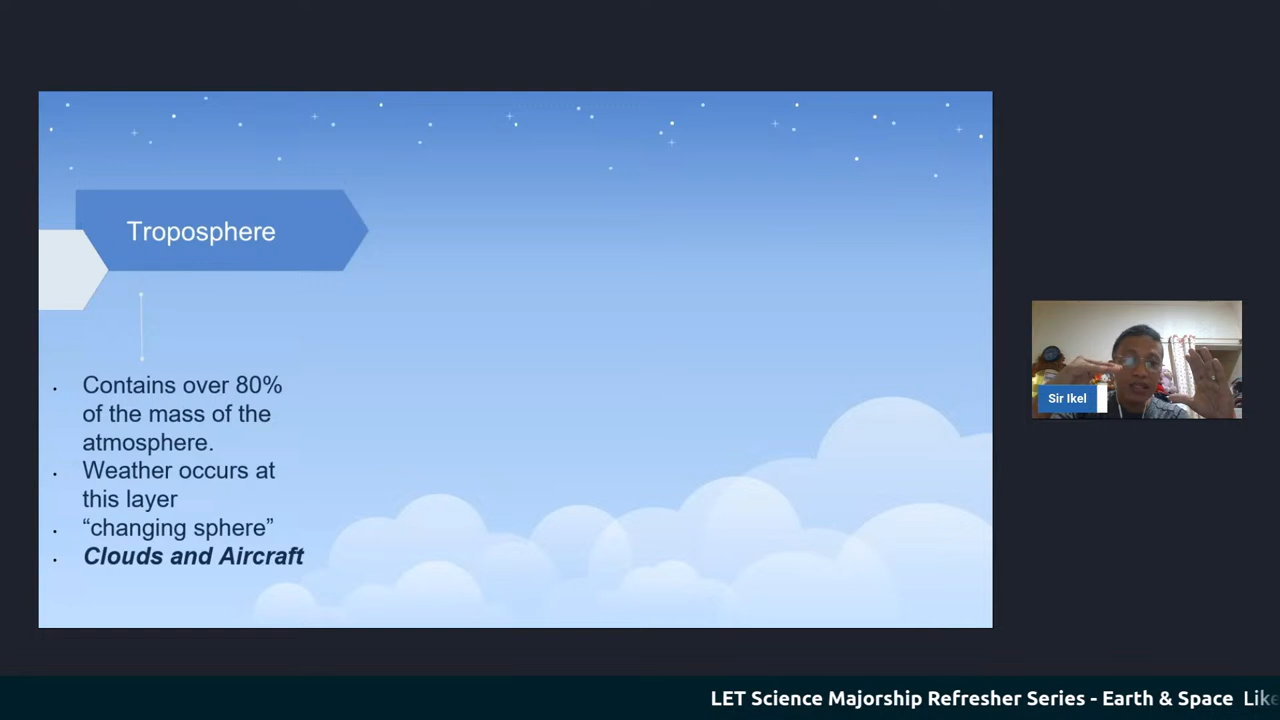 Troposphere
• Contains over 80%
of the mass of the
atmosphere.
• Weather occurs at
this layer
• “changing sphere”
• Clouds and Aircraft
Sir Ikel
LET Science Majorship Refresher Series - Earth & Space Like